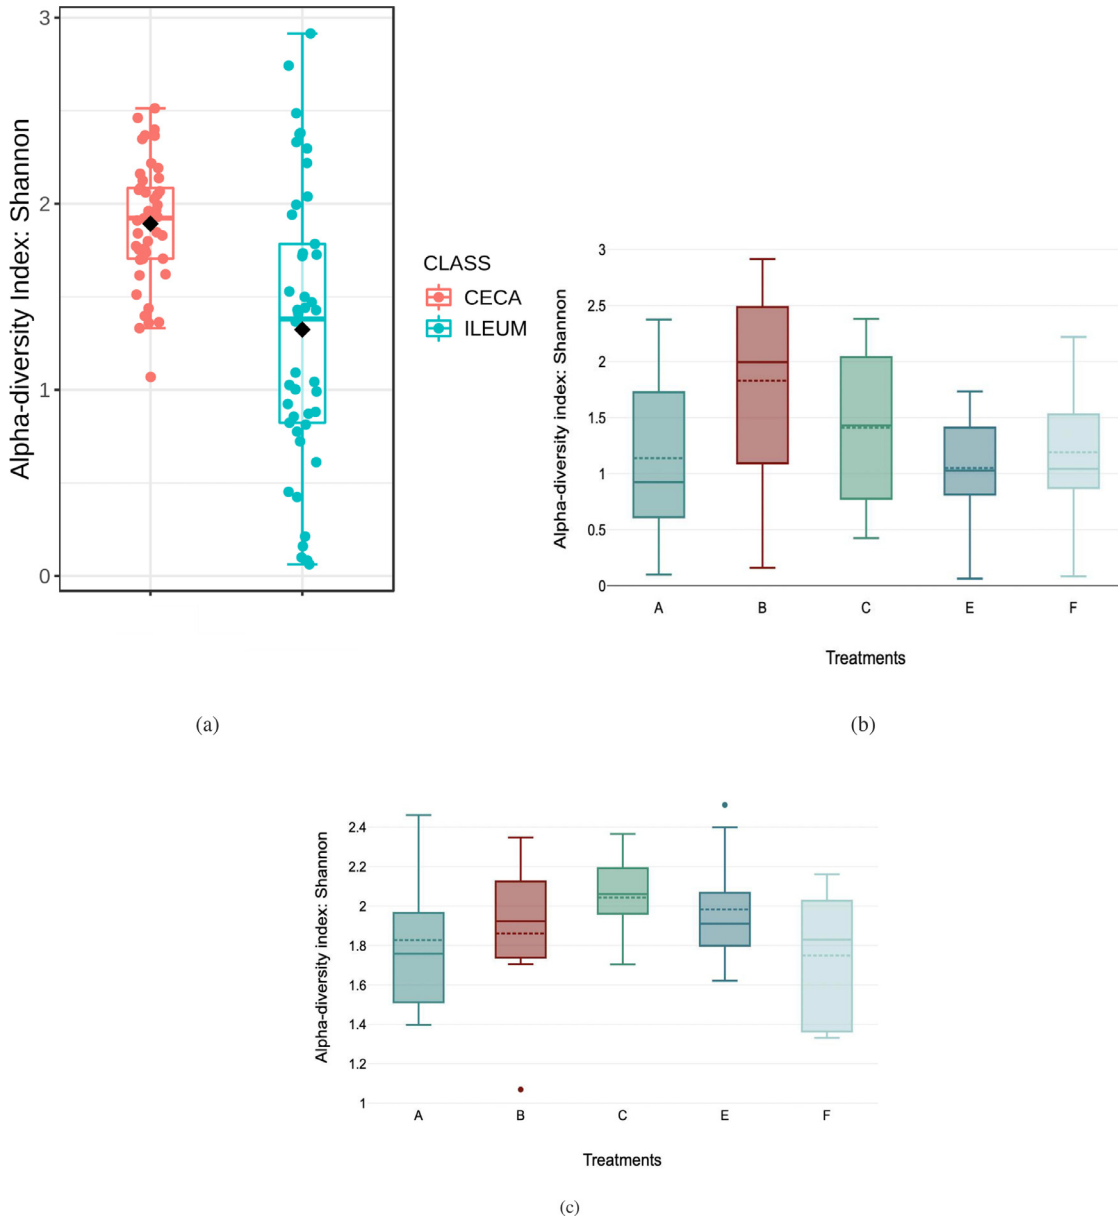 Alpha-diversity Index: Shannon
3
2
1
0
CLASS
CECA
ILEUM
(a)
Alpha-diversity index: Shannon
3
2.5
2
1.5
1
0.5
0
A B C E F
Treatments
(b)
Alpha-diversity index: Shannon
2.4
2.2
2
1.8
1.6
1.4
1.2
1
A B C E F
Treatments
(c)